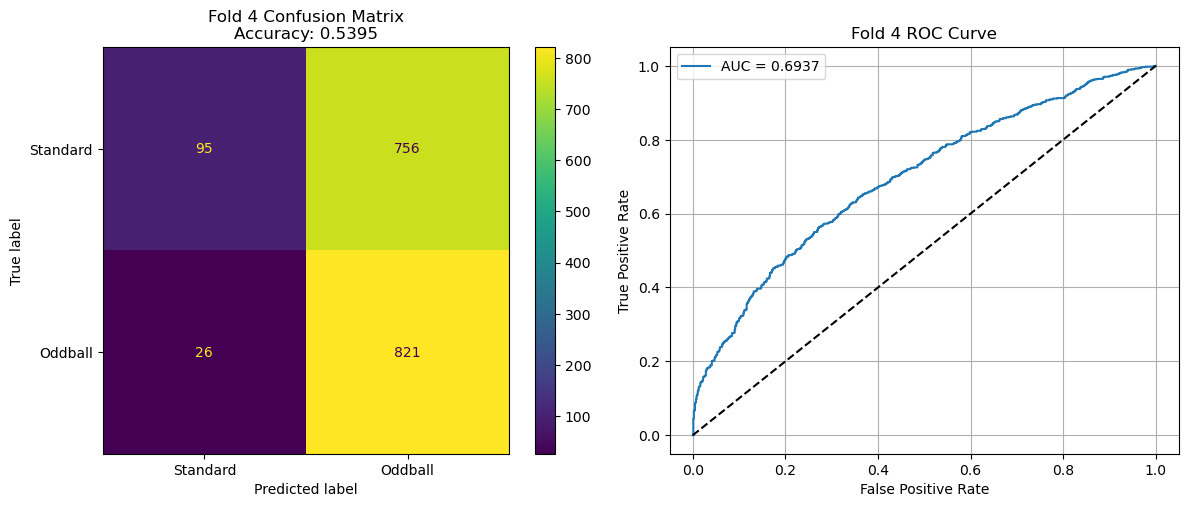 Fold 4 Confusion Matrix
Accuracy: 0.5395
Standard
95
756
Oddball
26
821
Standard
Oddball
Predicted label
True label
800
700
600
500
400
300
200
100
Fold 4 ROC Curve
AUC = 0.6937
1.0
0.8
0.6
0.4
0.2
0.0
0.0
0.2
0.4
0.6
0.8
1.0
False Positive Rate
True Positive Rate